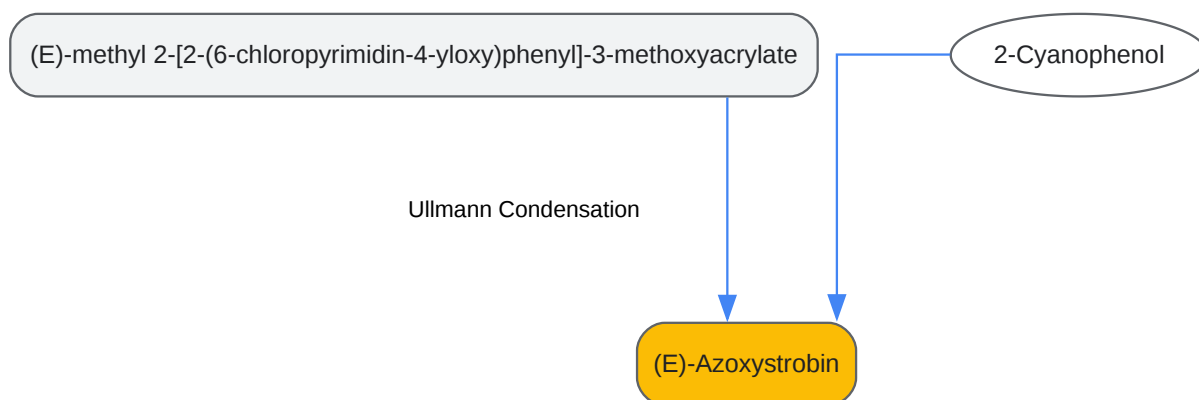 (E)-methyl 2-[2-(6-chloropyrimidin-4-yloxy)phenyl]-3-methoxyacrylate
2-Cyanophenol
Ullmann Condensation
(E)-Azoxystrobin